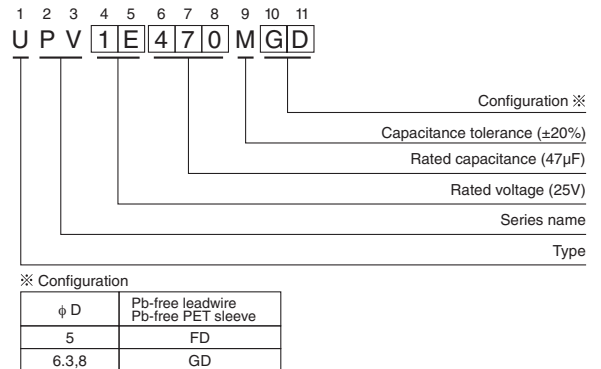 1 2 3 4 5 6 7 8 9 10 11
U P V 1 E 4 7 0 M G D
Configuration ※
Capacitance tolerance (±20%)
Rated capacitance (47µF)
Rated voltage (25V)
Series name
Type
※ Configuration
ϕ D
Pb-free leadwire
Pb-free PET sleeve
5 FD
6.3,8 GD